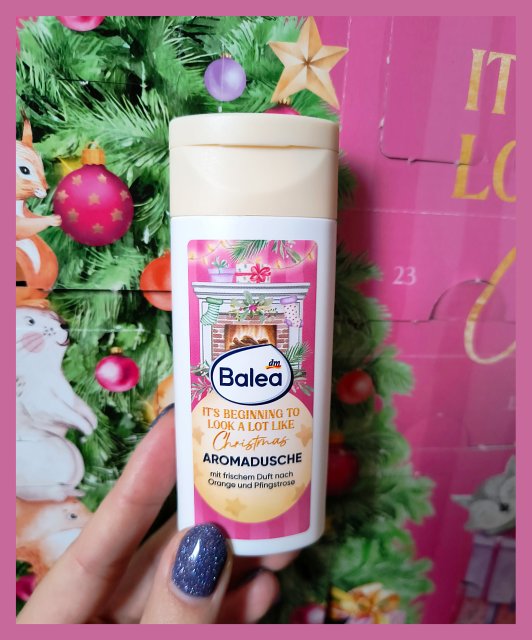 IT
LO
23
dm
Balea
IT'S BEGINNING TO
LOOK A LOT LIKE
Christmas
AROMADUSCHE
mit frischem Duft nach
Orange und Pfingstrose